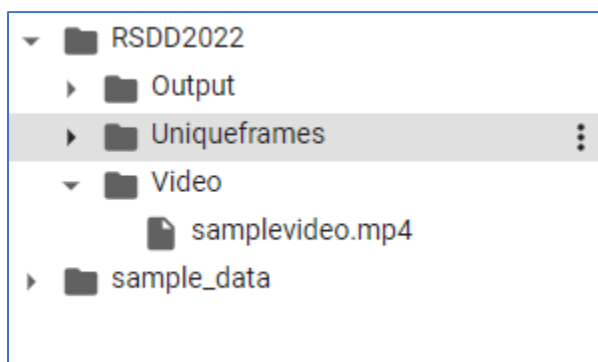 RSDD2022
Output
Uniqueframes
Video
samplevideo.mp4
sample_data